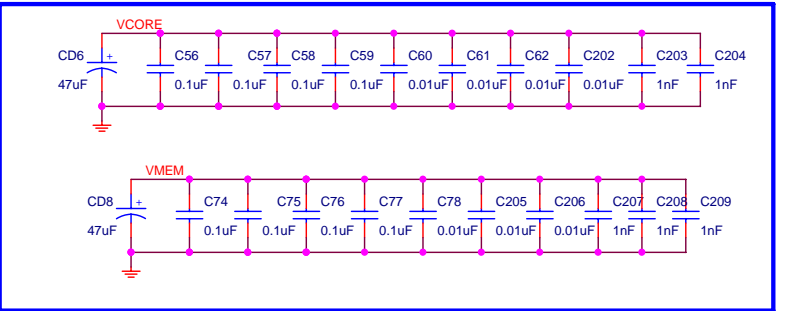 VCORE
CD6 + C56 C57 C58 C59 C60 C61 C62 C202 C203 C204
47uF 0.1uF 0.1uF 0.1uF 0.1uF 0.01uF 0.01uF 0.01uF 0.01uF 1nF 1nF
VMEM
CD8 + C74 C75 C76 C77 C78 C205 C206 C207 C208 C209
47uF 0.1uF 0.1uF 0.1uF 0.1uF 0.01uF 0.01uF 0.01uF 1nF 1nF 1nF